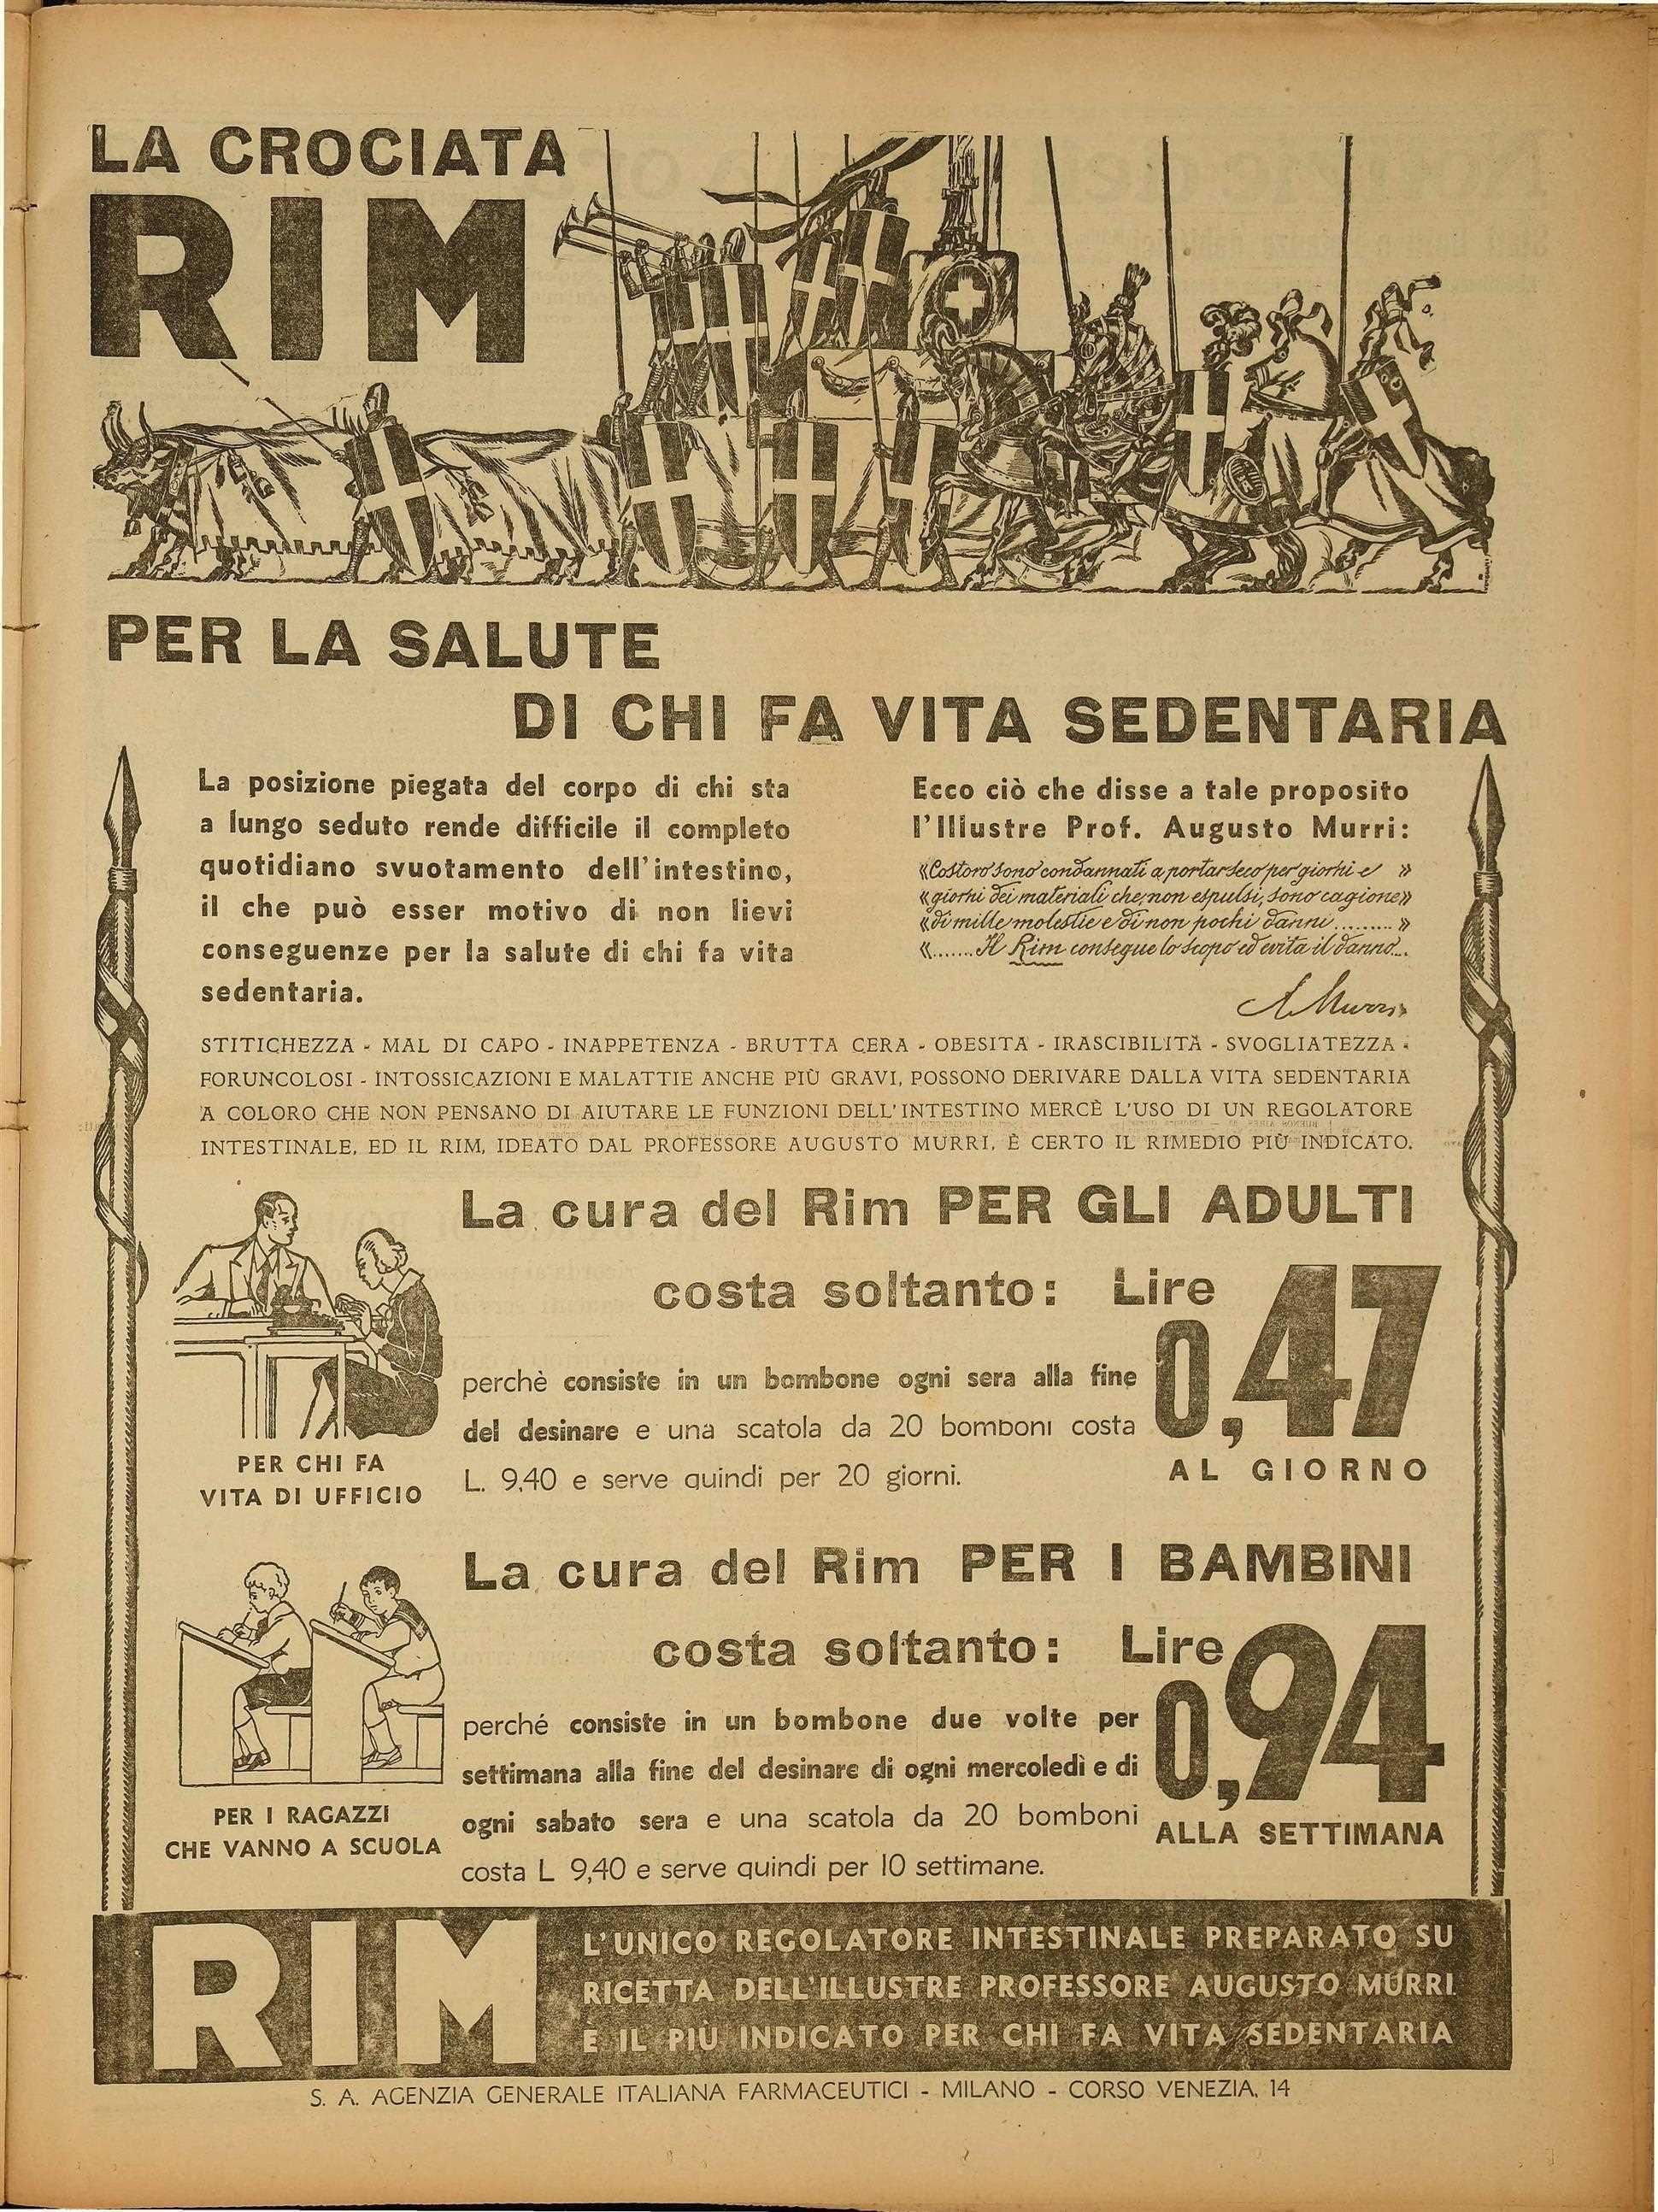 LA CROCIATA
RIM
PER LA SALUTE
DI CHI FA VITA SEDENTARIA
La posizione piegata del corpo di chi sta
a lungo seduto rende difficile il completo
quotidiano svuotamento dell'intestino,
il che può esser motivo di non lievi
conseguenze per la salute di chi fa vita
sedentaria.
Ecco ciò che disse a tale proposito
l'Illustre Prof. Augusto Murri:
«Costoro sono condannati a portar seco per giorni e »
«giorni dei materiali che, non espulsi, sono cagione»
«di mille molestie e di non pochi danni ......... »
«....... Il Rim consegue lo scopo ed evita il danno...
A. Murri»
STITICHEZZA - MAL DI CAPO - INAPPETENZA - BRUTTA CERA - OBESITÀ - IRASCIBILITÀ - SVOGLIATEZZA -
FORUNCOLOSI - INTOSSICAZIONI E MALATTIE ANCHE PIÙ GRAVI, POSSONO DERIVARE DALLA VITA SEDENTARIA
A COLORO CHE NON PENSANO DI AIUTARE LE FUNZIONI DELL'INTESTINO MERCÈ L'USO DI UN REGOLATORE
INTESTINALE, ED IL RIM, IDEATO DAL PROFESSORE AUGUSTO MURRI, È CERTO IL RIMEDIO PIÙ INDICATO.
La cura del Rim PER GLI ADULTI
costa soltanto: Lire
0,47
AL GIORNO
perchè consiste in un bombone ogni sera alla fine
del desinare e una scatola da 20 bomboni costa
L. 9,40 e serve quindi per 20 giorni.
PER CHI FA
VITA DI UFFICIO
La cura del Rim PER I BAMBINI
costa soltanto: Lire
0,94
ALLA SETTIMANA
perché consiste in un bombone due volte per
settimana alla fine del desinare di ogni mercoledì e di
ogni sabato sera e una scatola da 20 bomboni
costa L 9,40 e serve quindi per 10 settimane.
PER I RAGAZZI
CHE VANNO A SCUOLA
RIM
L'UNICO REGOLATORE INTESTINALE PREPARATO SU
RICETTA DELL'ILLUSTRE PROFESSORE AUGUSTO MURRI
È IL PIÙ INDICATO PER CHI FA VITA SEDENTARIA
S. A. AGENZIA GENERALE ITALIANA FARMACEUTICI - MILANO - CORSO VENEZIA, 14